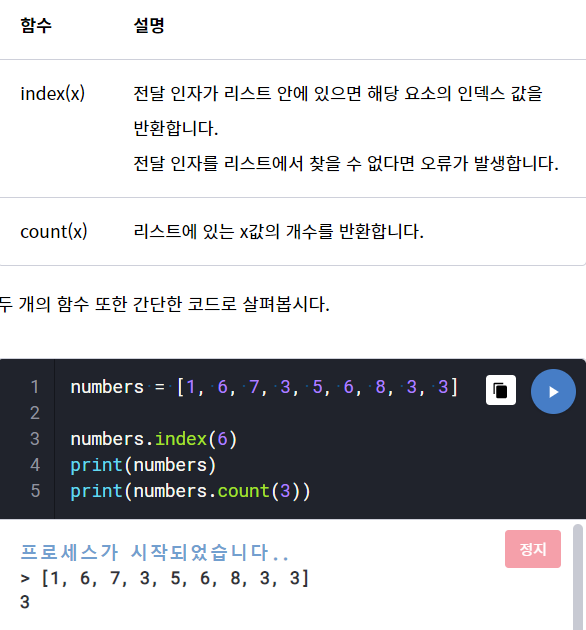 함수 설명
index(x) 전달 인자가 리스트 안에 있으면 해당 요소의 인덱스 값을
반환합니다.
전달 인자를 리스트에서 찾을 수 없다면 오류가 발생합니다.
count(x) 리스트에 있는 x값의 개수를 반환합니다.
두 개의 함수 또한 간단한 코드로 살펴봅시다.
1 numbers = [1, 6, 7, 3, 5, 6, 8, 3, 3]
2
3 numbers.index(6)
4 print(numbers)
5 print(numbers.count(3))
프로세스가 시작되었습니다.. 정지
> [1, 6, 7, 3, 5, 6, 8, 3, 3]
3